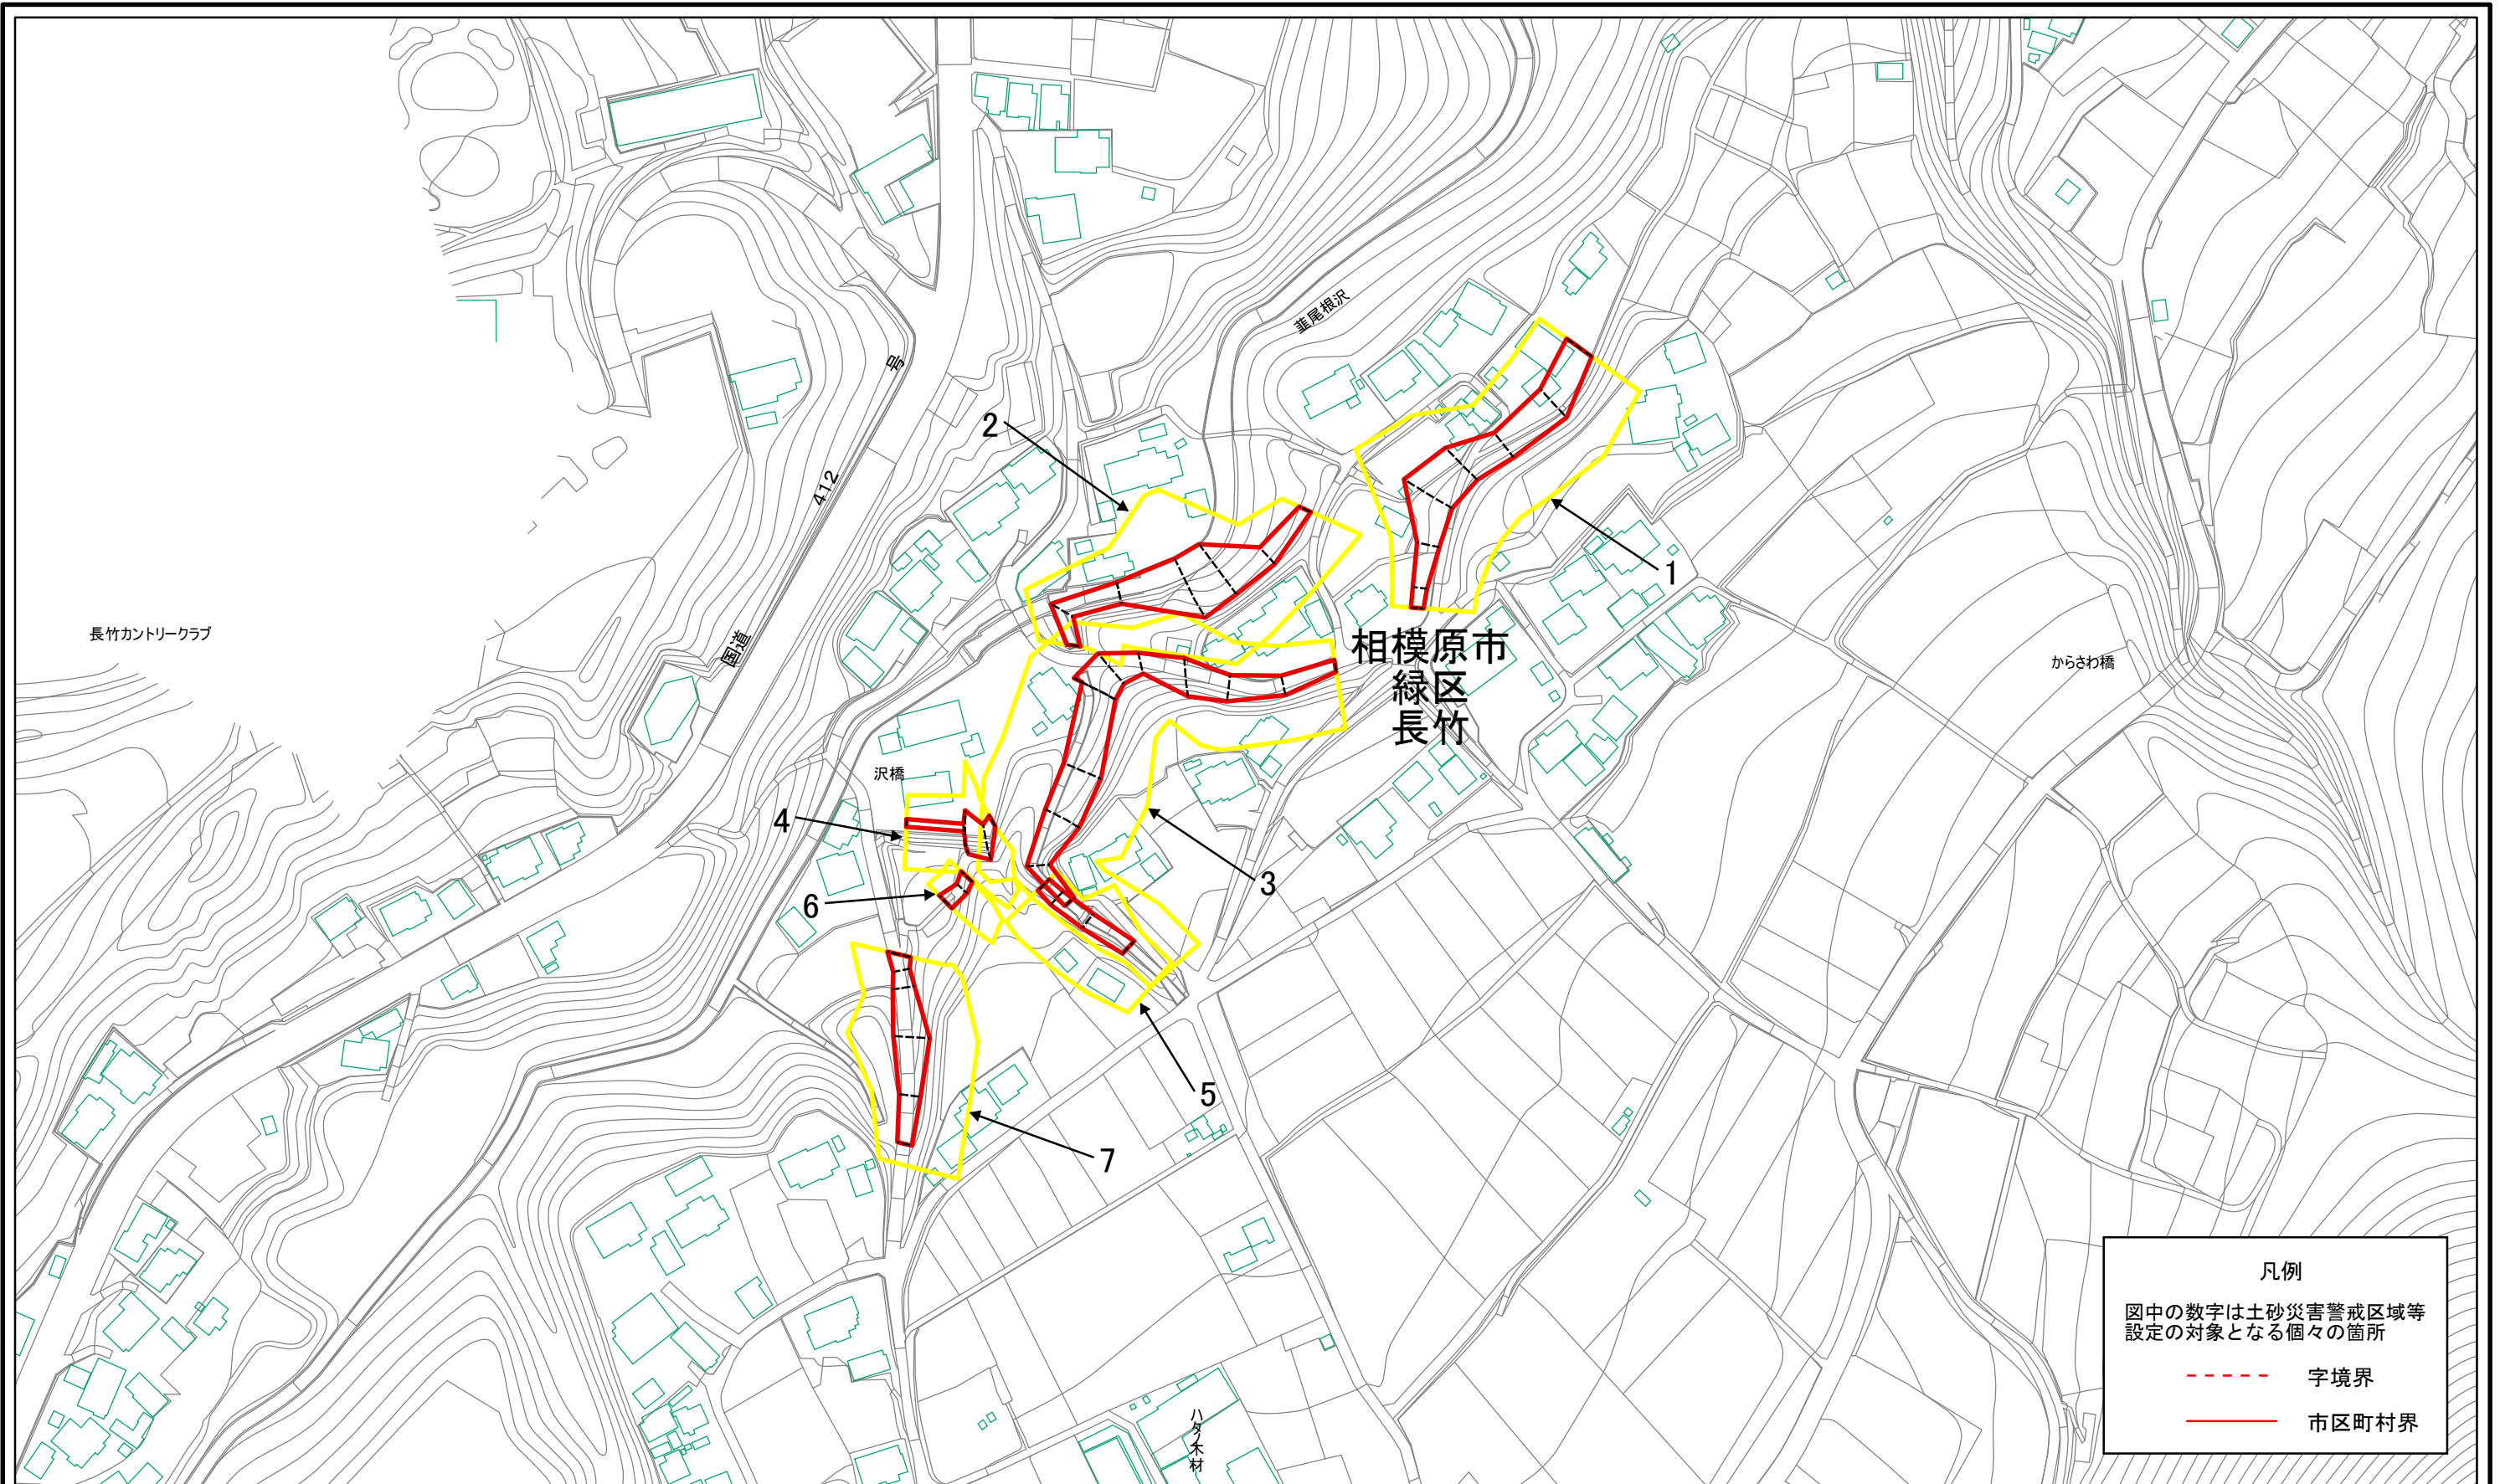 韮尾根沢
号
2
412
1
長竹カントリークラブ
国道
相模原市
緑区
長竹
からさわ橋
沢橋
4
3
6
5
7
凡例
図中の数字は土砂災害警戒区域等
設定の対象となる個々の箇所
字境界
市区町村界
ハタノ木材